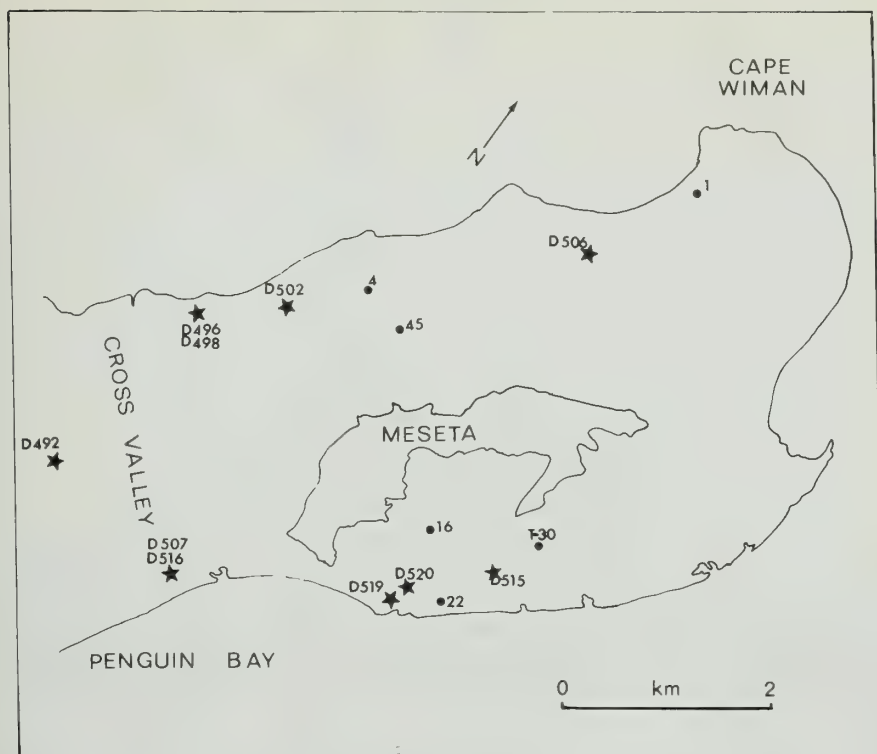 CAPE
WIMAN
N
1
D506
4
D502
45
D496
D498
CROSS VALLEY
MESETA
D492
16
T-30
D507
D516
D520
D515
D519
22
PENGUIN BAY
0 km 2